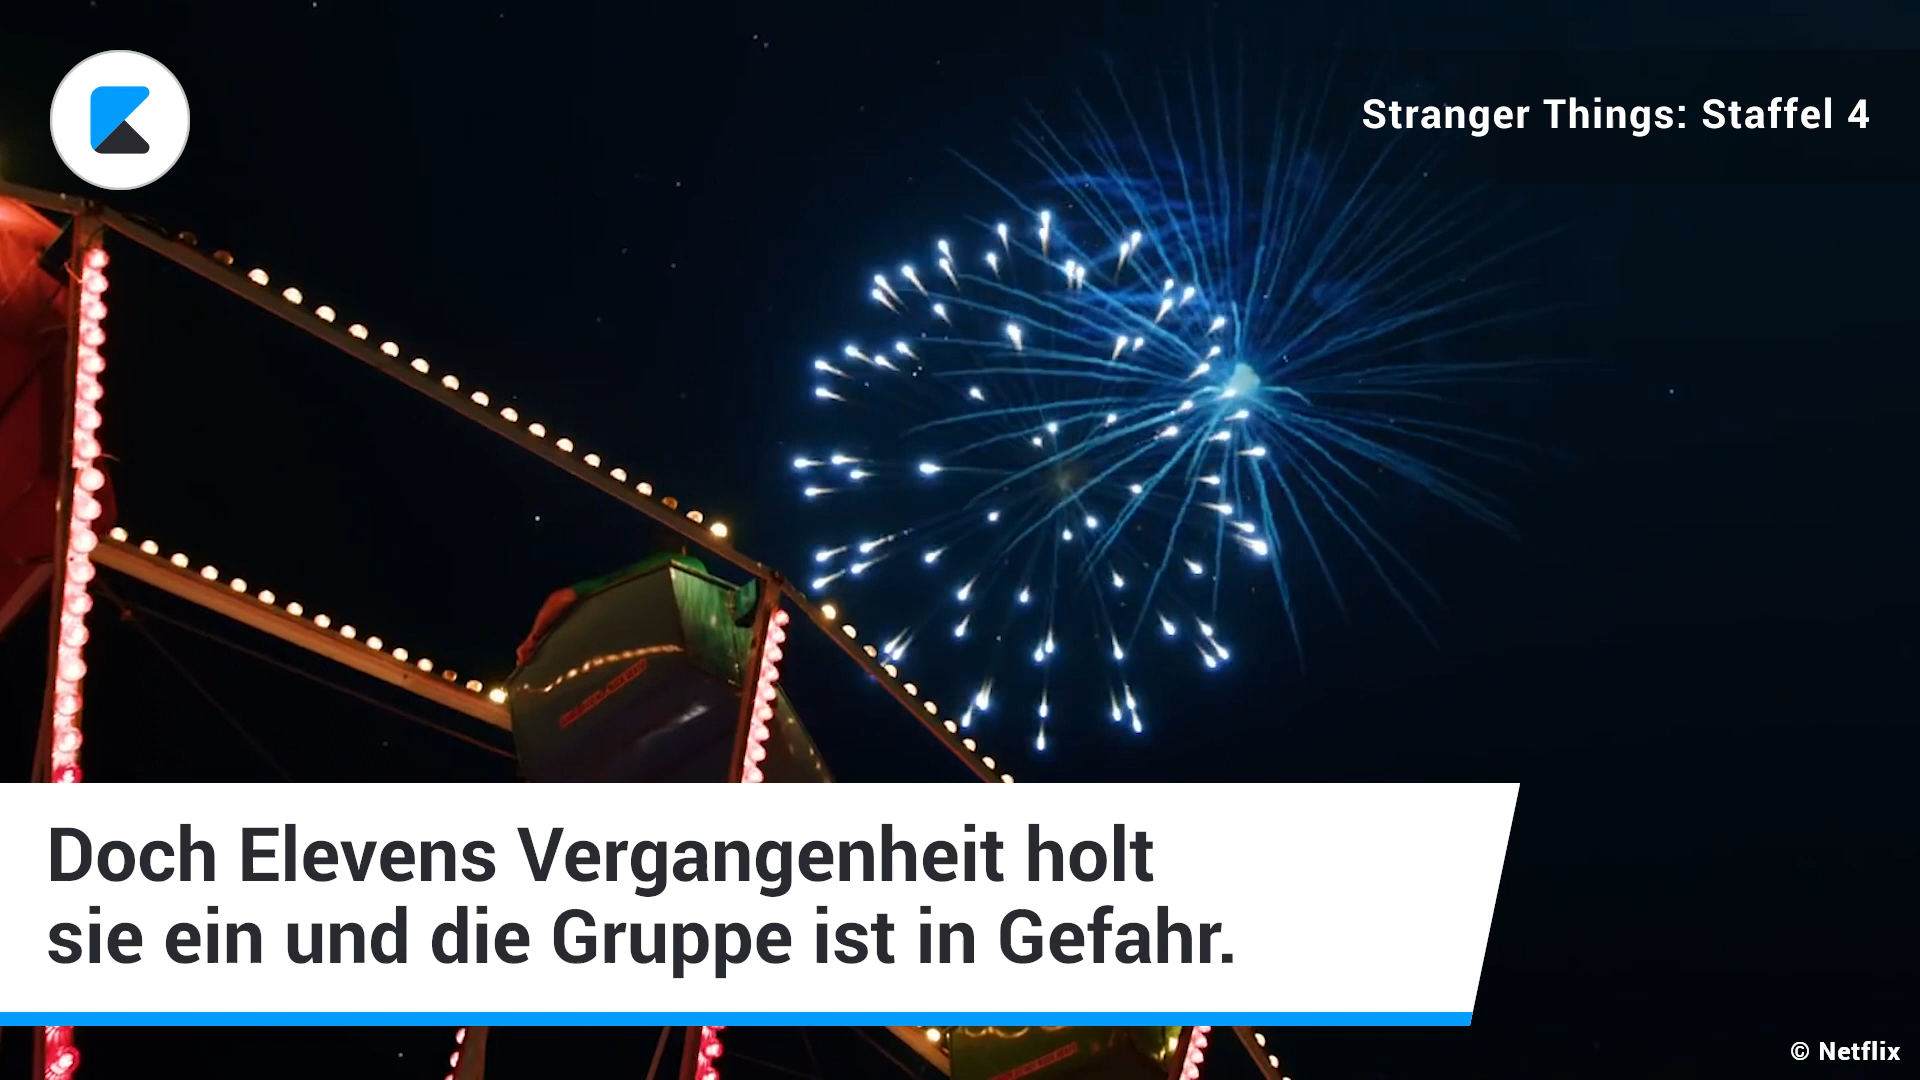 Stranger Things: Staffel 4
Doch Elevens Vergangenheit holt
sie ein und die Gruppe ist in Gefahr.
© Netflix